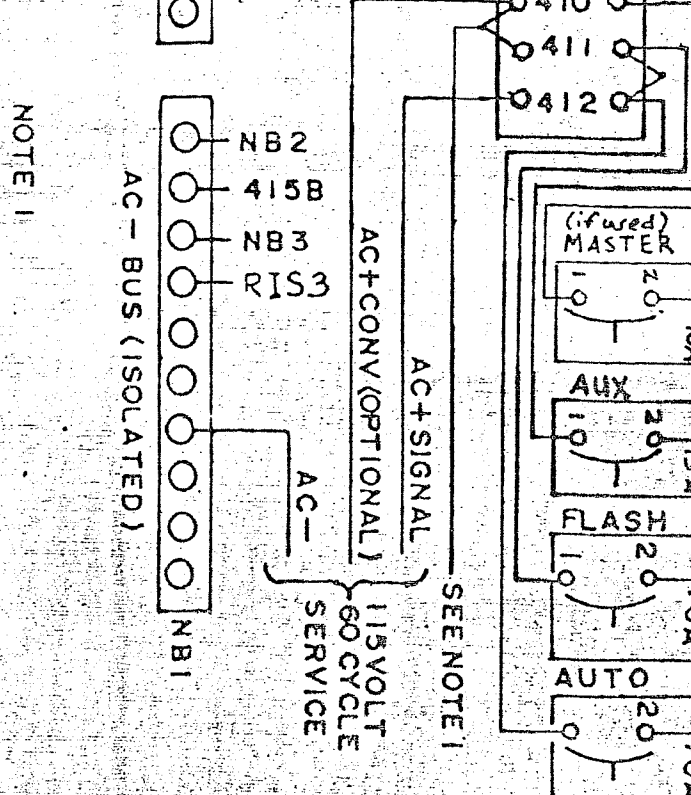 410
411
412
NOTE 1
NB2
415B
NB3
RIS3
AC- BUS (ISOLATED)
NB1
AC+CONV (OPTIONAL)
AC+SIGNAL
AC-
115 VOLT
60 CYCLE
SERVICE
SEE NOTE 1
(if used)
MASTER
1 2
AUX
1 2
FLASH
1 2
AUTO
2